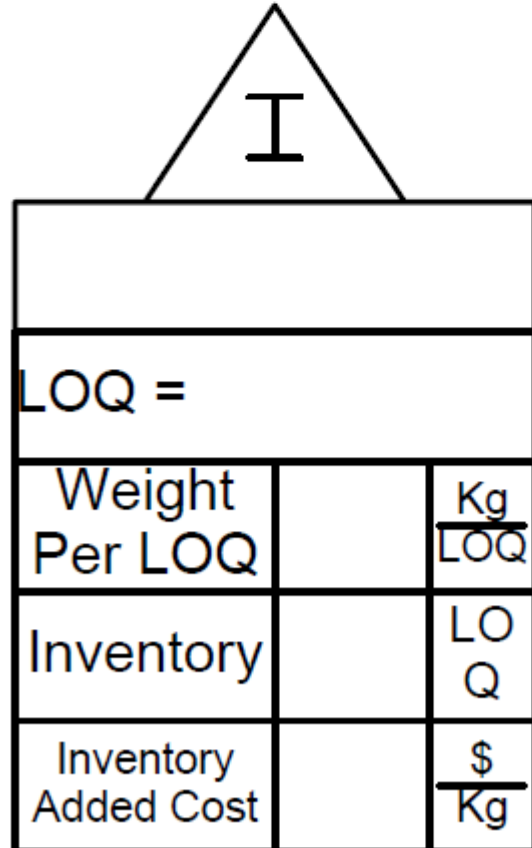 I
LOQ =
Weight
Per LOQ
Kg
LOQ
Inventory
LO
Q
Inventory
Added Cost
$
Kg